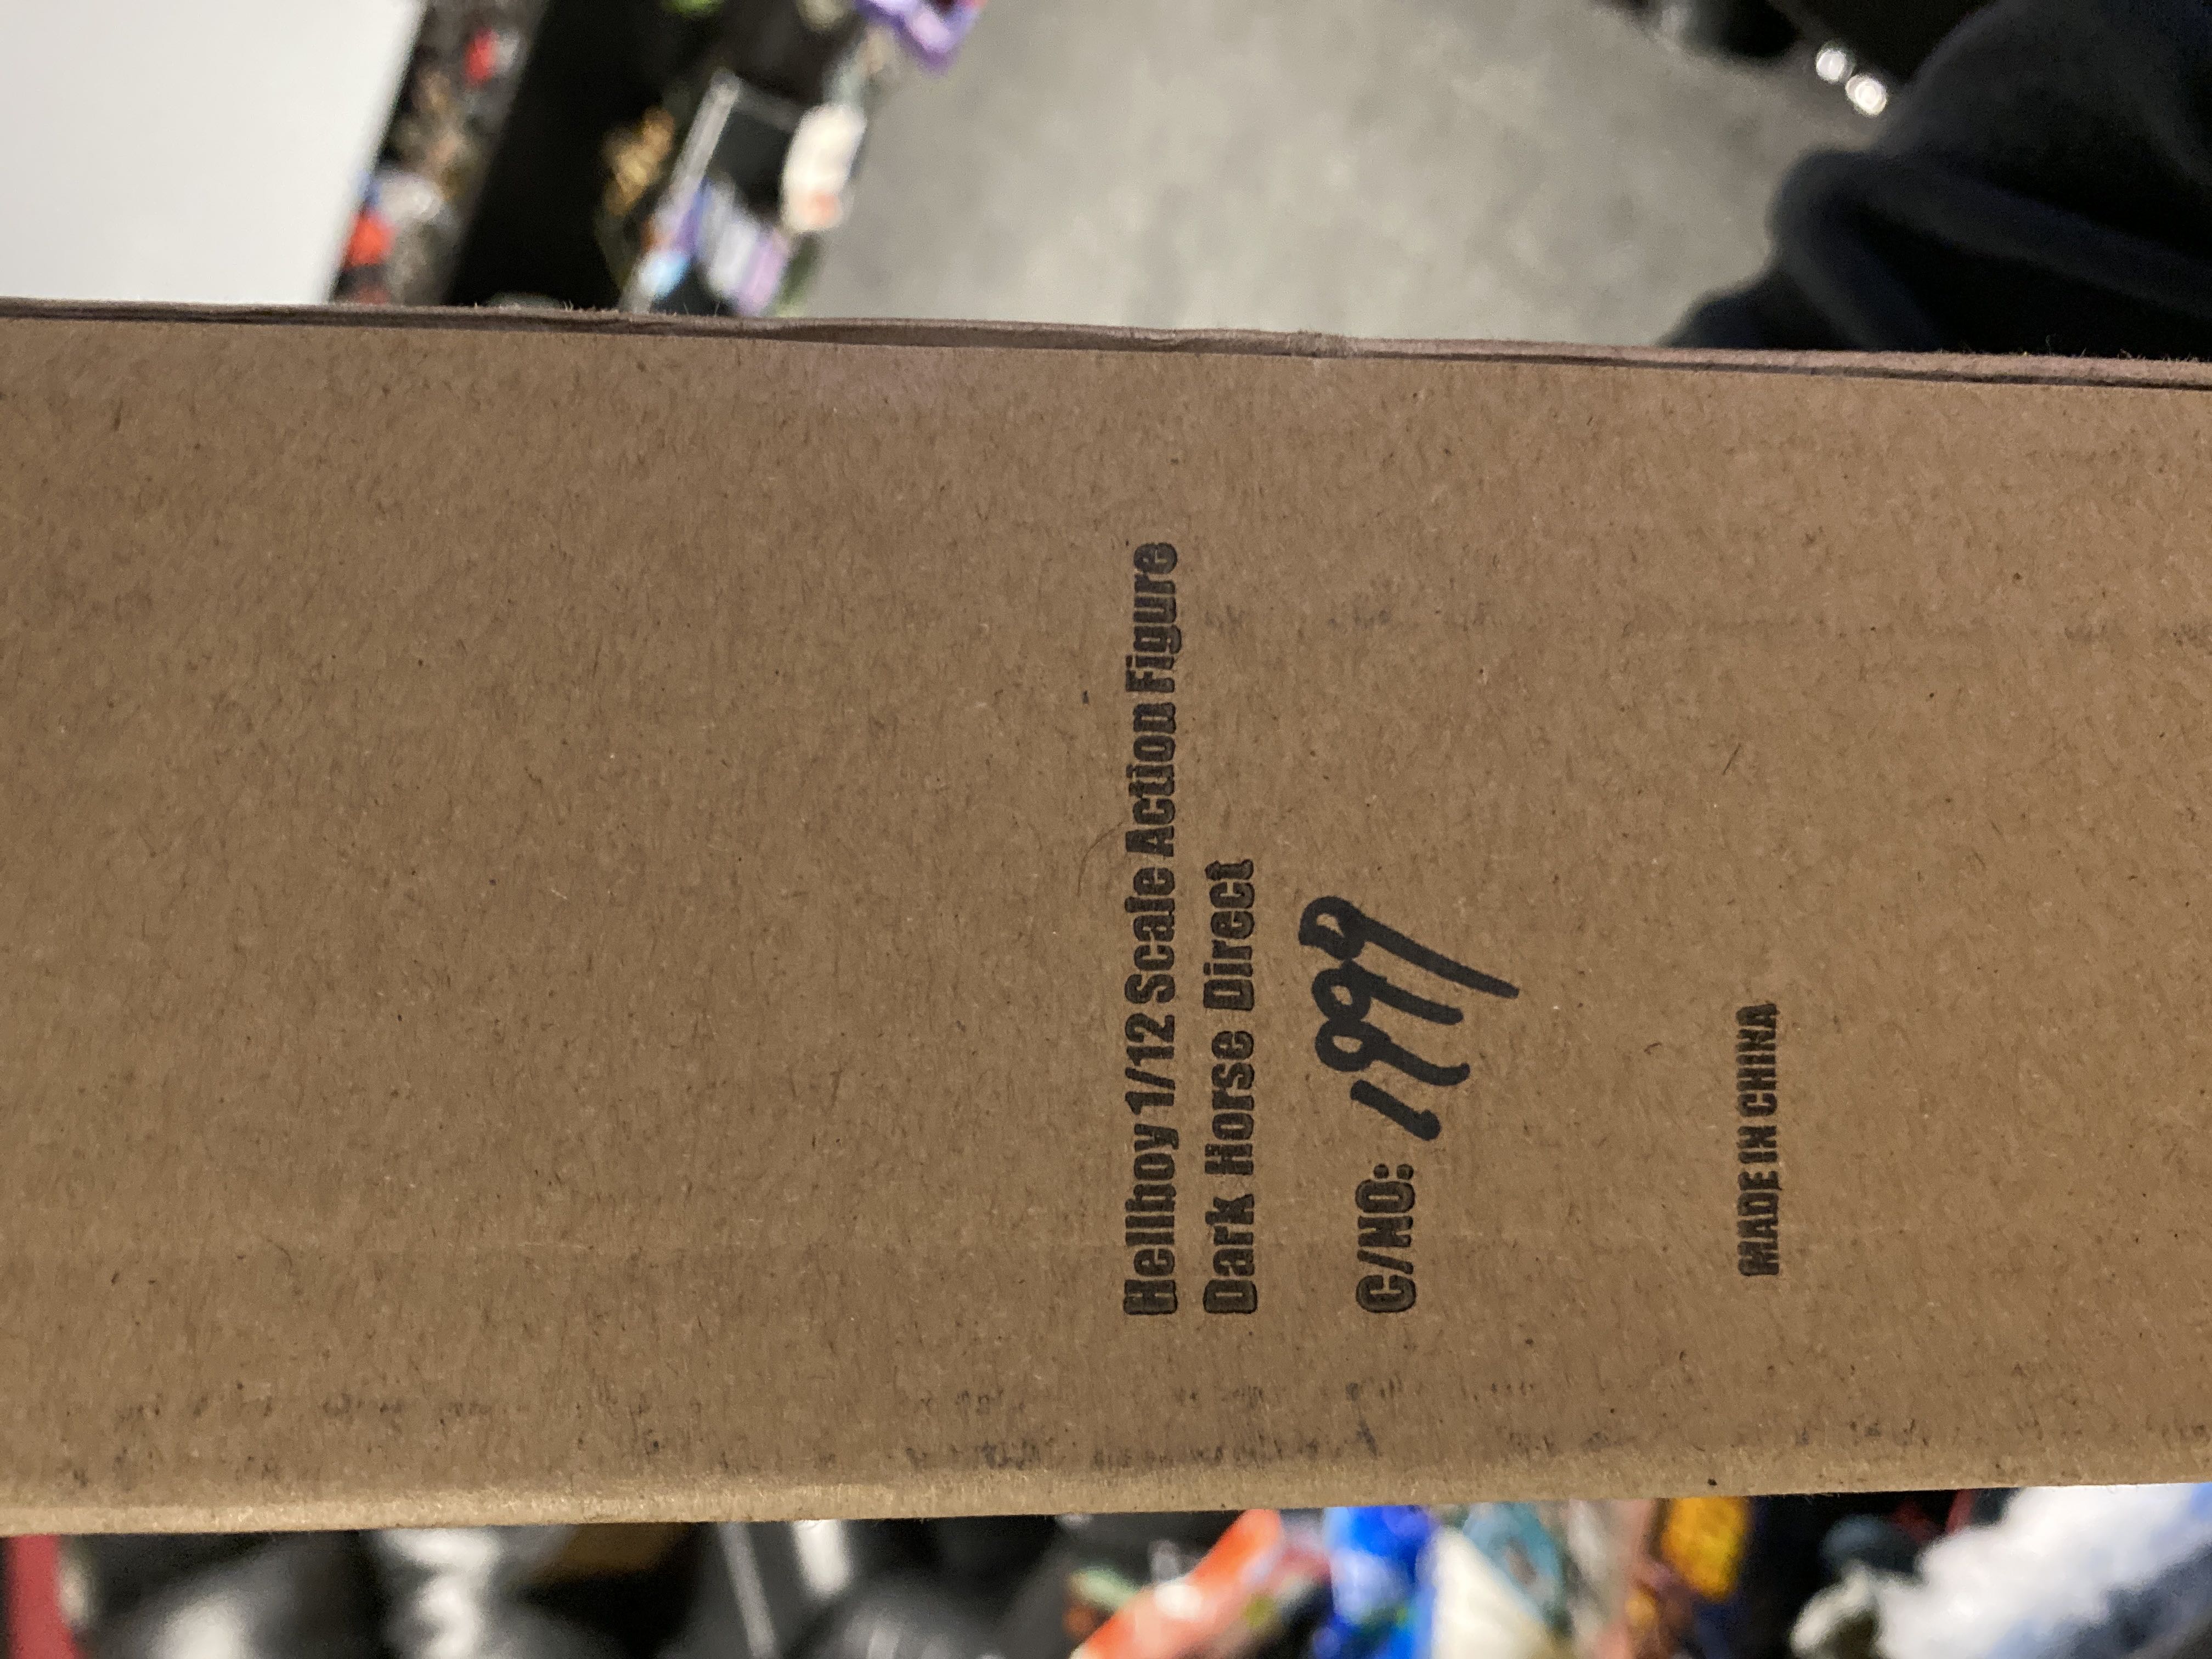 Hellboy 1/12 Scale Action Figure
Dark Horse Direct
C/NO: 1999
MADE IN CHINA